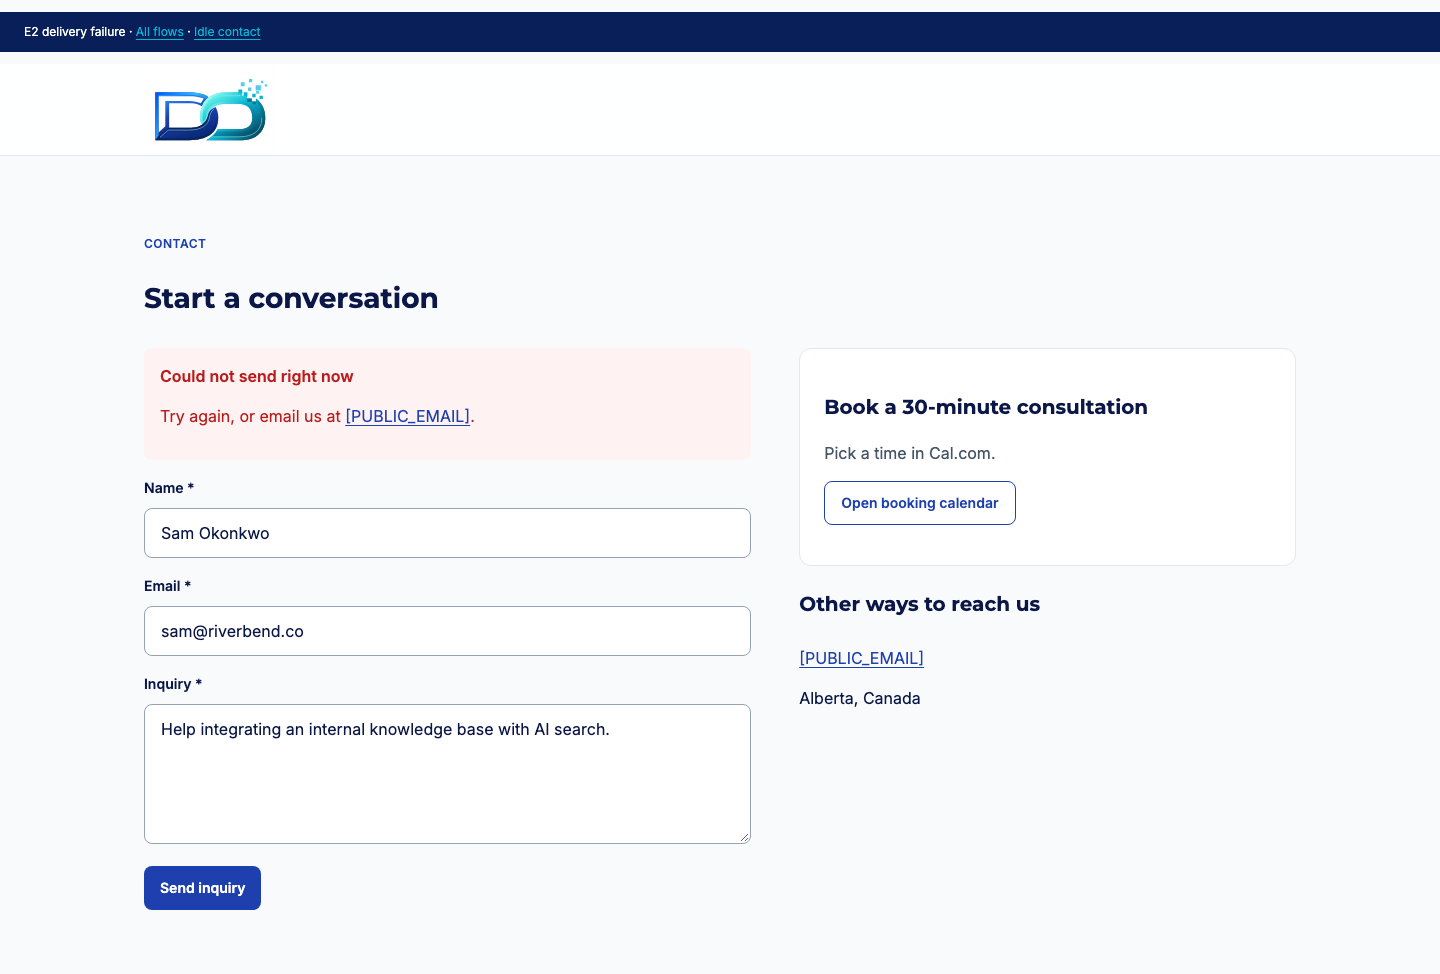 E2 delivery failure · All flows · Idle contact
DO
CONTACT
Start a conversation
Could not send right now
Try again, or email us at [PUBLIC_EMAIL].
Name *
Sam Okonkwo
Email *
sam@riverbend.co
Inquiry *
Help integrating an internal knowledge base with AI search.
Send inquiry
Book a 30-minute consultation
Pick a time in Cal.com.
Open booking calendar
Other ways to reach us
[PUBLIC_EMAIL]
Alberta, Canada